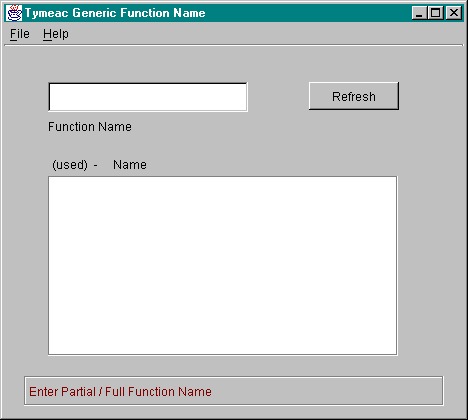 Tymeac Generic Function Name
File Help
Refresh
Function Name
(used) - Name
Enter Partial / Full Function Name